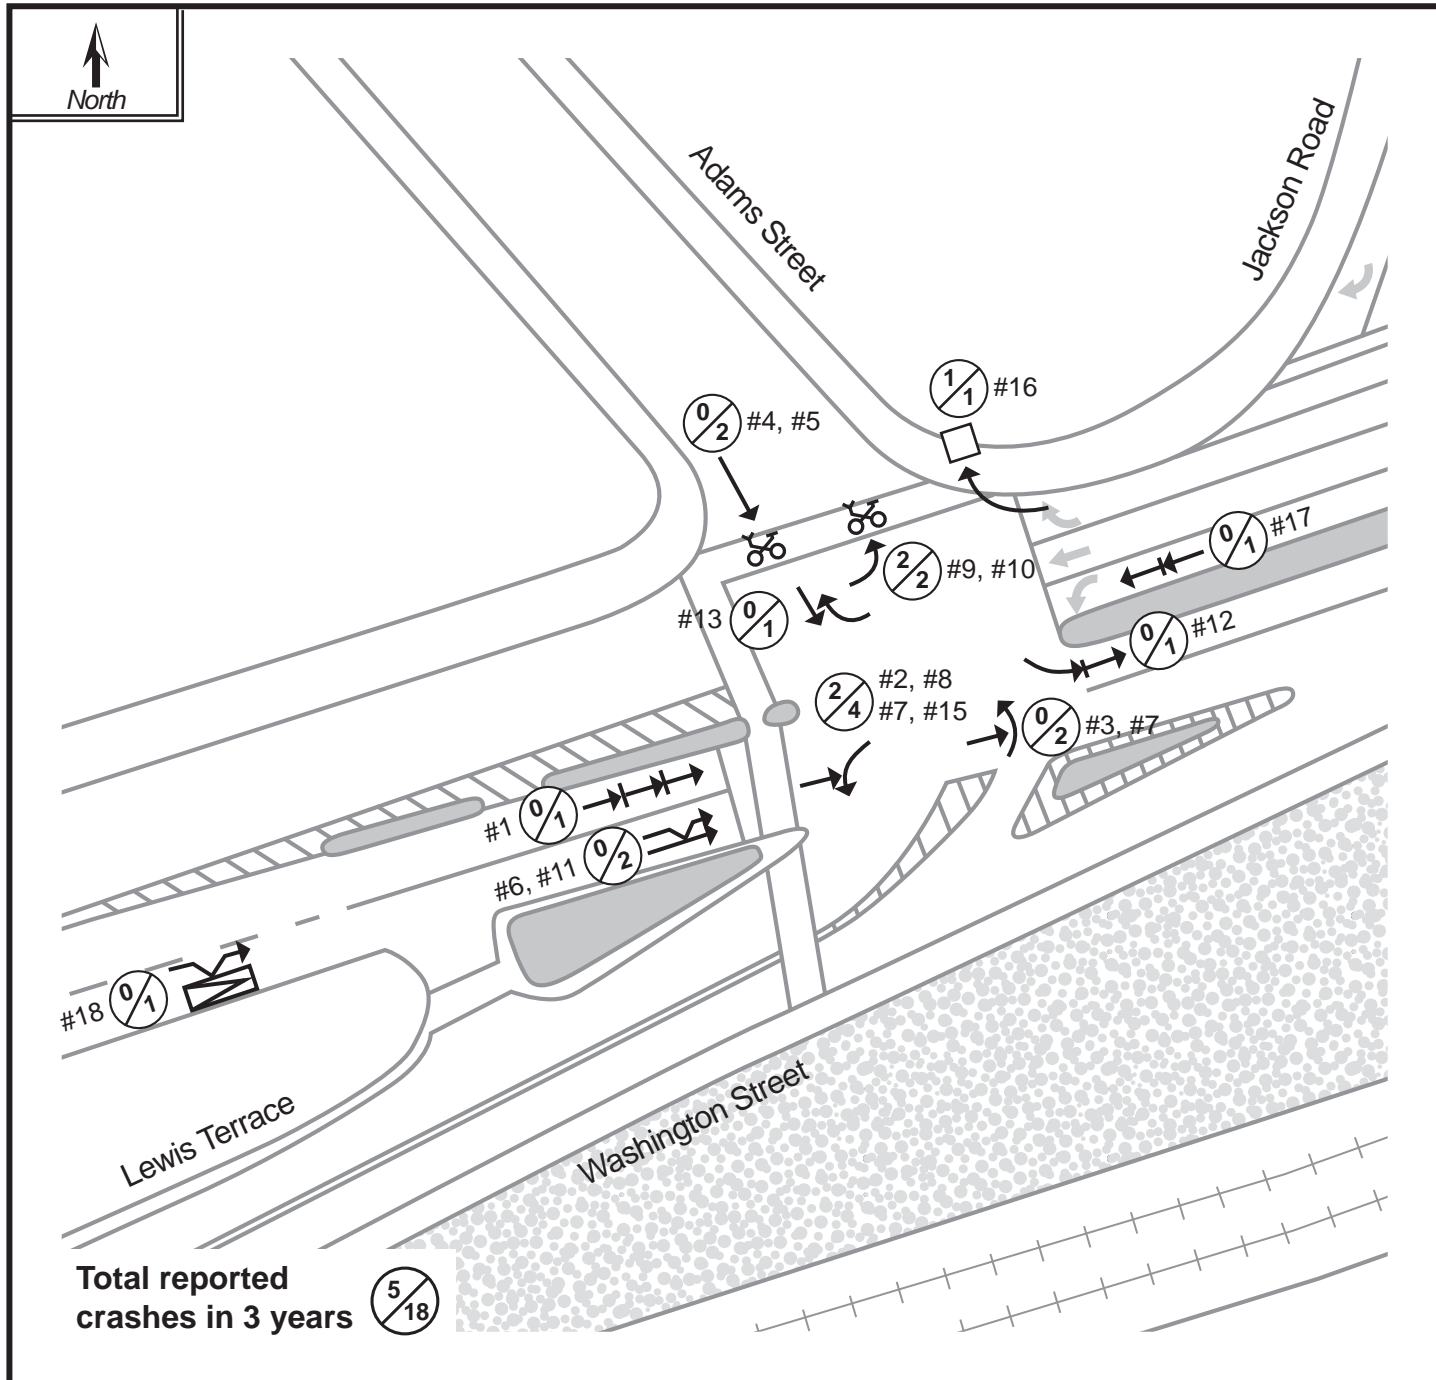 North
Adams Street
Jackson Road
1/1 #16
0/2 #4, #5
0/1 #17
2/2 #9, #10
#13 0/1
0/1 #12
2/4 #2, #8
#7, #15
0/2 #3, #7
#1 0/1
#6, #11 0/2
#18 0/1
Lewis Terrace
Washington Street
Total reported
crashes in 3 years 5/18